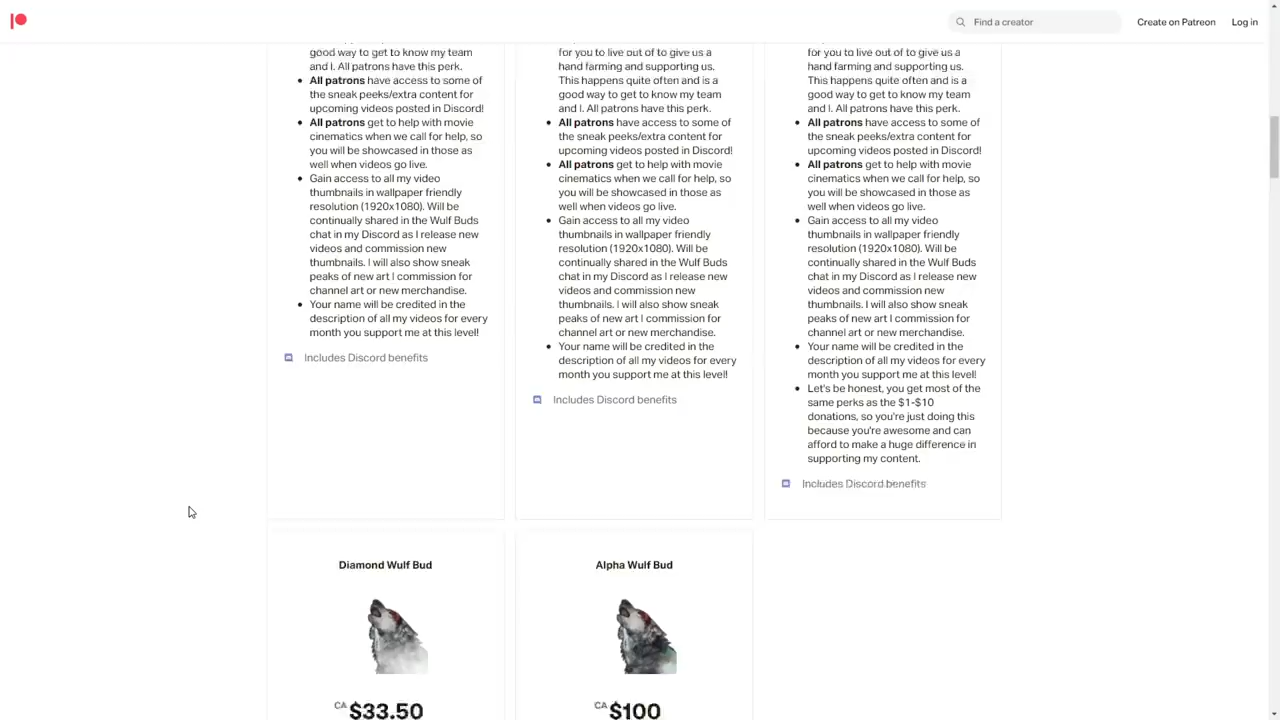 Find a creator
Create on Patreon
Log in
good way to get to know my team
and I. All patrons have this perk.
All patrons have access to some of
the sneak peeks/extra content for
upcoming videos posted in Discord!
All patrons get to help with movie
cinematics when we call for help, so
you will be showcased in those as
well when videos go live.
Gain access to all my video
thumbnails in wallpaper friendly
resolution (1920x1080). Will be
continually shared in the Wulf Buds
chat in my Discord as I release new
videos and commission new
thumbnails. I will also show sneak
peaks of new art I commission for
channel art or new merchandise.
Your name will be credited in the
description of all my videos for every
month you support me at this level!
Includes Discord benefits
for you to live out of to give us a
hand farming and supporting us.
This happens quite often and is a
good way to get to know my team
and I. All patrons have this perk.
All patrons have access to some of
the sneak peeks/extra content for
upcoming videos posted in Discord!
All patrons get to help with movie
cinematics when we call for help, so
you will be showcased in those as
well when videos go live.
Gain access to all my video
thumbnails in wallpaper friendly
resolution (1920x1080). Will be
continually shared in the Wulf Buds
chat in my Discord as I release new
videos and commission new
thumbnails. I will also show sneak
peaks of new art I commission for
channel art or new merchandise.
Your name will be credited in the
description of all my videos for every
month you support me at this level!
Includes Discord benefits
for you to live out of to give us a
hand farming and supporting us.
This happens quite often and is a
good way to get to know my team
and I. All patrons have this perk.
All patrons have access to some of
the sneak peeks/extra content for
upcoming videos posted in Discord!
All patrons get to help with movie
cinematics when we call for help, so
you will be showcased in those as
well when videos go live.
Gain access to all my video
thumbnails in wallpaper friendly
resolution (1920x1080). Will be
continually shared in the Wulf Buds
chat in my Discord as I release new
videos and commission new
thumbnails. I will also show sneak
peaks of new art I commission for
channel art or new merchandise.
Your name will be credited in the
description of all my videos for every
month you support me at this level!
Let's be honest, you get most of the
same perks as the $1-$10
donations, so you're just doing this
because you're awesome and can
afford to make a huge difference in
supporting my content.
Includes Discord benefits
Diamond Wulf Bud
CA $33.50
Alpha Wulf Bud
CA $100